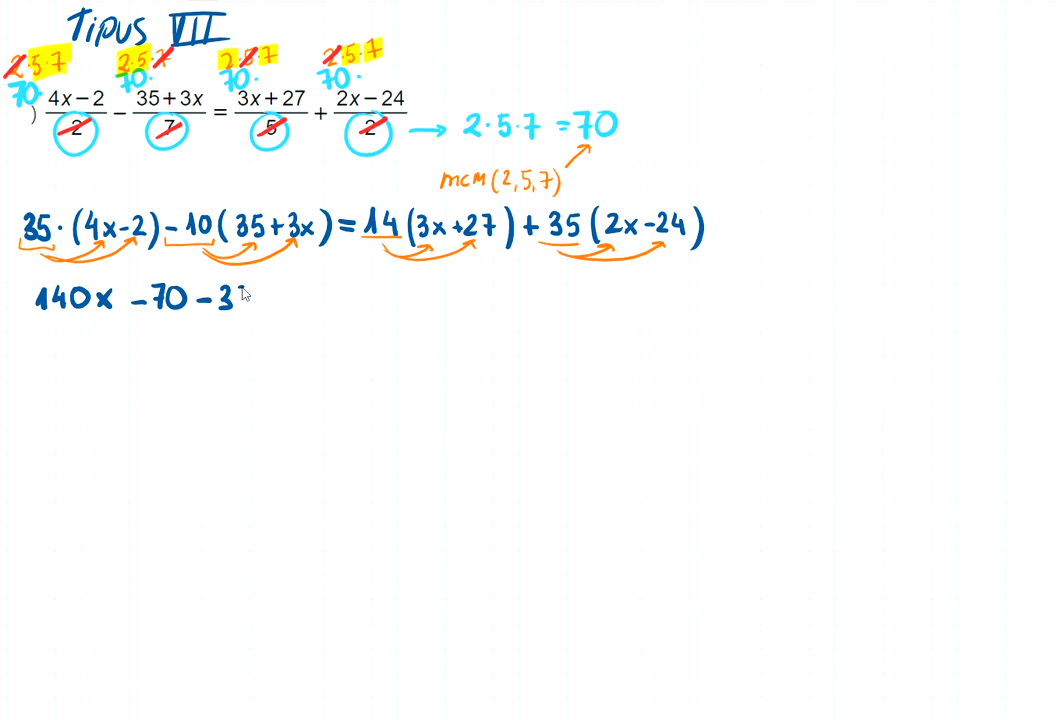 Tipus VII
2·5·7 2·5·7 2·5·7 2·5·7
70· 70· 70· 70·
) (4x−2)/2 − (35+3x)/7 = (3x+27)/5 + (2x−24)/2 → 2·5·7 = 70
mcm(2,5,7)
35·(4x−2)−10(35+3x)=14(3x+27)+35(2x−24)
140x −70 −3